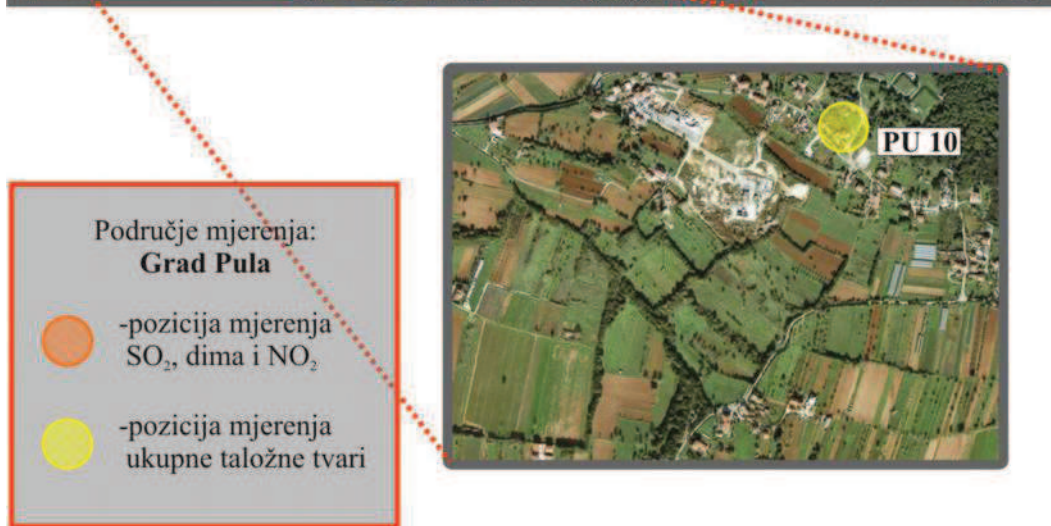 PU 10
Područje mjerenja:
Grad Pula
-pozicija mjerenja
SO₂, dima i NO₂
-pozicija mjerenja
ukupne taložne tvari